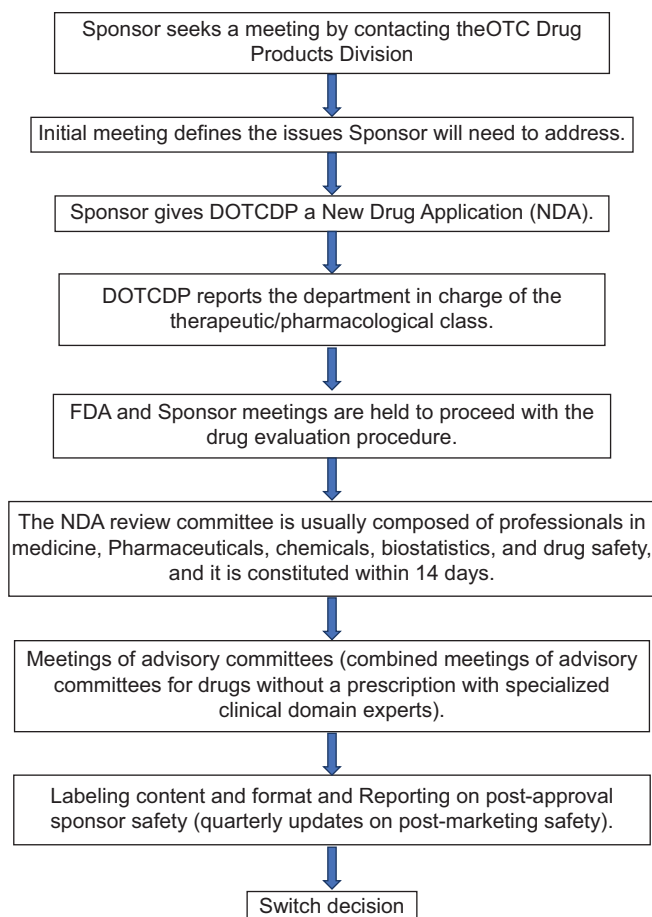 Sponsor seeks a meeting by contacting theOTC Drug
Products Division
Initial meeting defines the issues Sponsor will need to address.
Sponsor gives DOTCDP a New Drug Application (NDA).
DOTCDP reports the department in charge of the
therapeutic/pharmacological class.
FDA and Sponsor meetings are held to proceed with the
drug evaluation procedure.
The NDA review committee is usually composed of professionals in
medicine, Pharmaceuticals, chemicals, biostatistics, and drug safety,
and it is constituted within 14 days.
Meetings of advisory committees (combined meetings of advisory
committees for drugs without a prescription with specialized
clinical domain experts).
Labeling content and format and Reporting on post-approval
sponsor safety (quarterly updates on post-marketing safety).
Switch decision